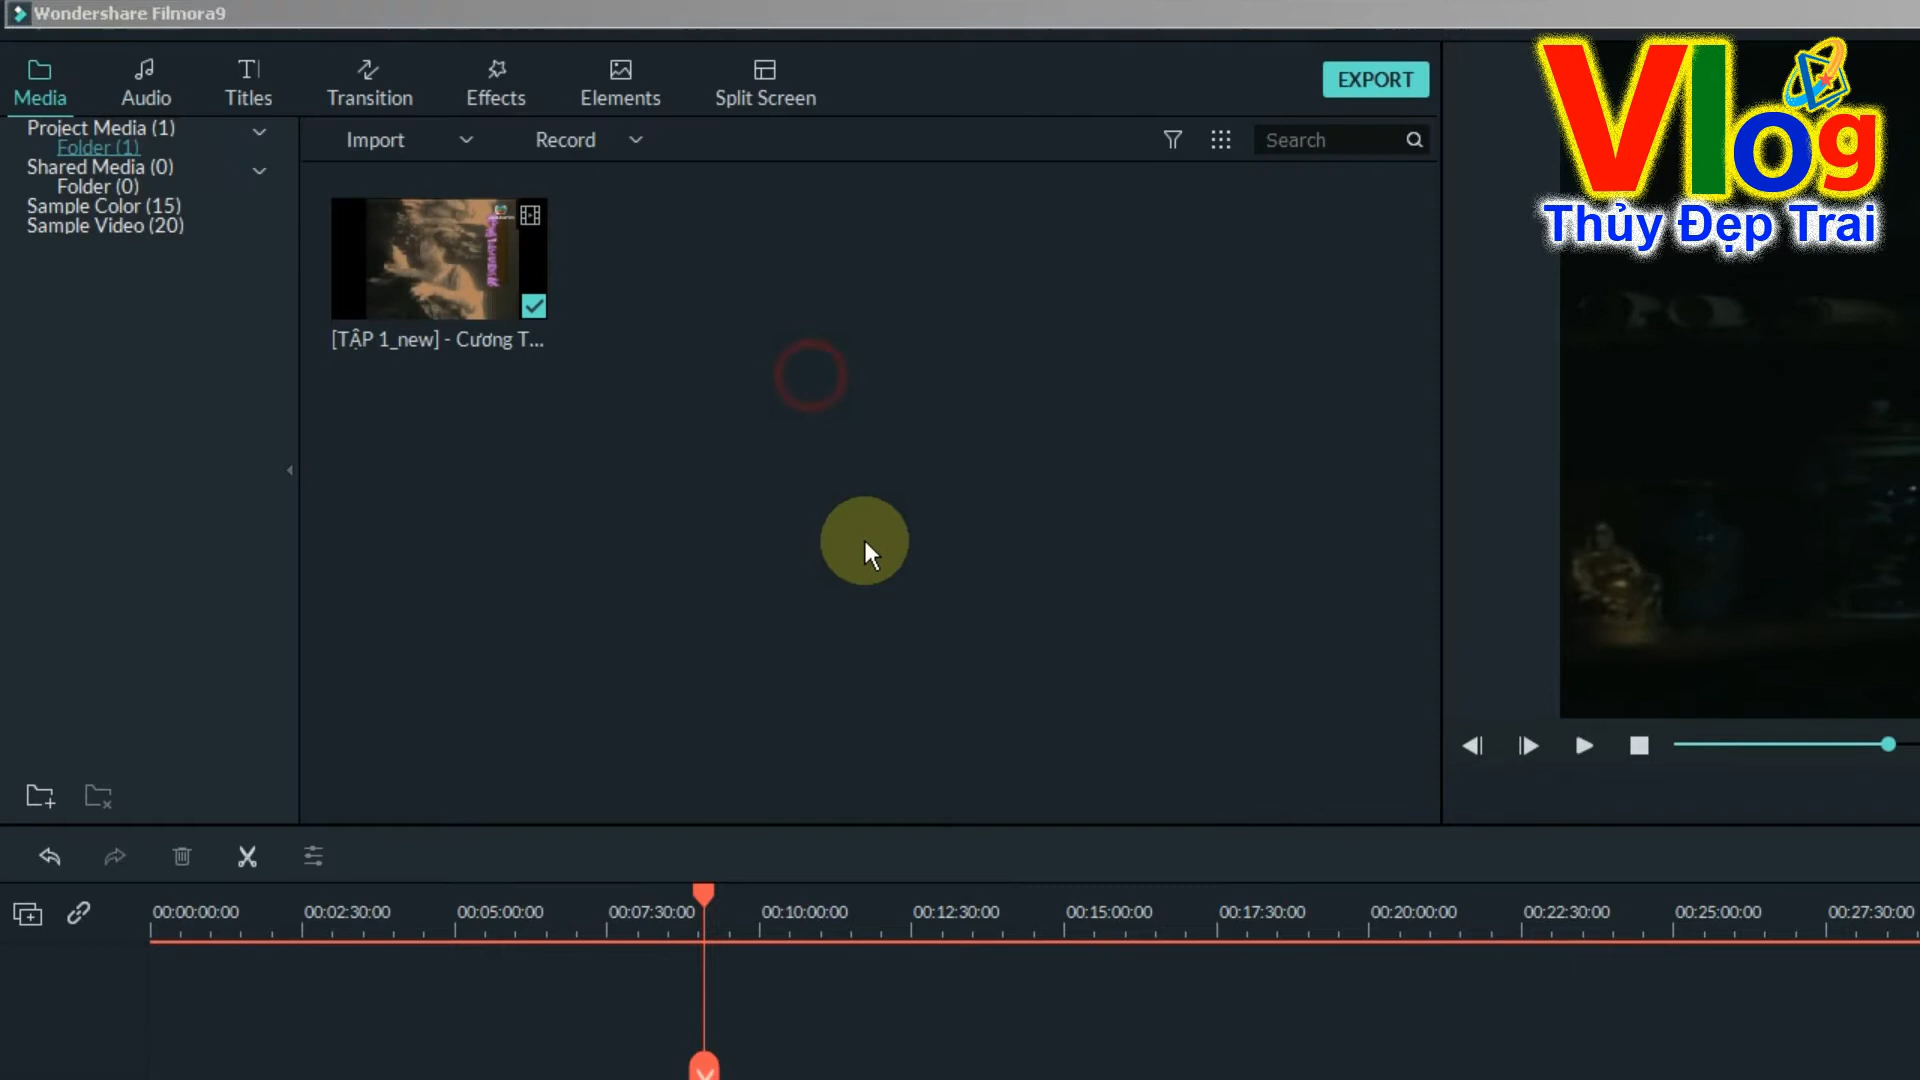 Wondershare Filmora9
Media
Audio
Titles
Transition
Effects
Elements
Split Screen
EXPORT
Project Media (1)
Folder (1)
Shared Media (0)
Folder (0)
Sample Color (15)
Sample Video (20)
Import
Record
Search
[TẬP 1_new] - Cương T...
Vlog
Thủy Đẹp Trai
00:00:00:00
00:02:30:00
00:05:00:00
00:07:30:00
00:10:00:00
00:12:30:00
00:15:00:00
00:17:30:00
00:20:00:00
00:22:30:00
00:25:00:00
00:27:30:00